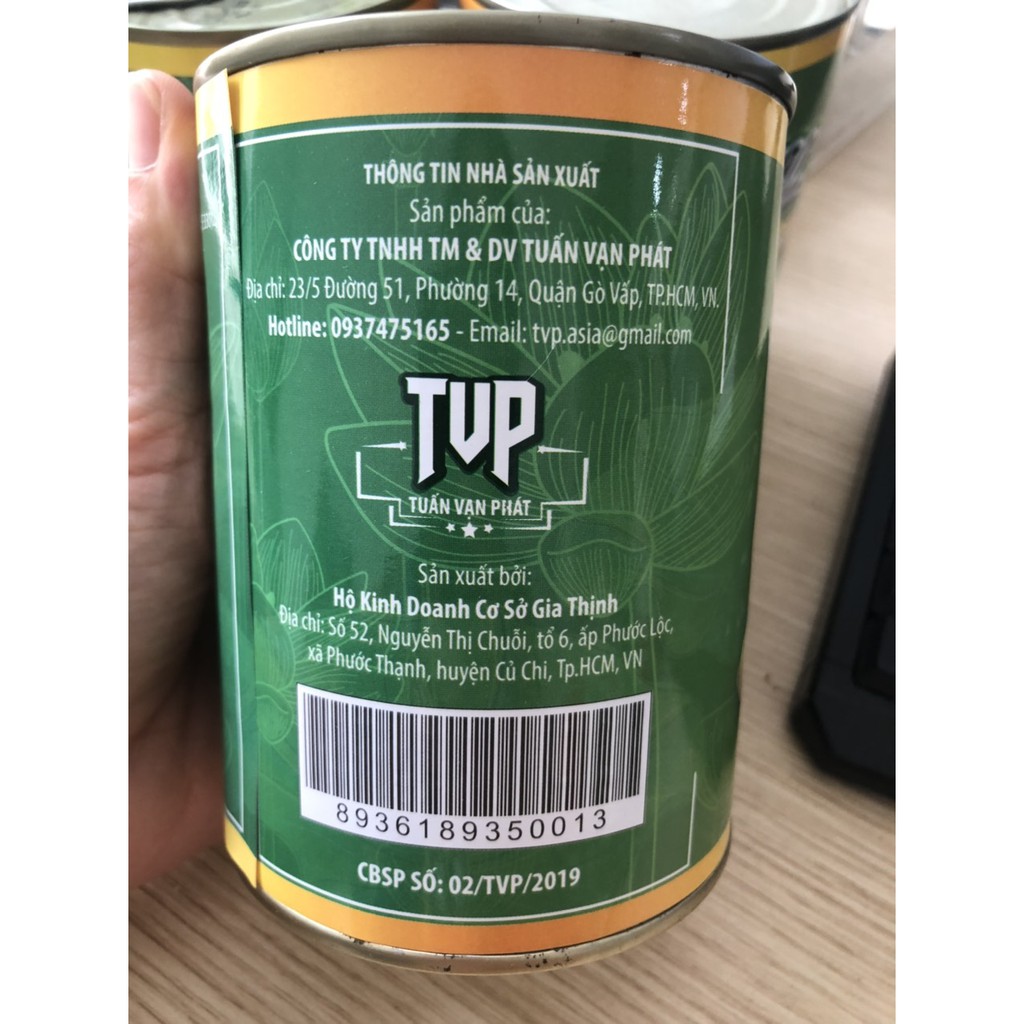 THÔNG TIN NHÀ SẢN XUẤT
Sản phẩm của:
CÔNG TY TNHH TM & DV TUẤN VẠN PHÁT
Địa chỉ: 23/5 Đường 51, Phường 14, Quận Gò Vấp, TP.HCM, VN.
Hotline: 0937475165 - Email: tvp.asia@gmail.com
TVP
TUẤN VẠN PHÁT
Sản xuất bởi:
Hộ Kinh Doanh Cơ Sở Gia Thịnh
Địa chỉ: Số 52, Nguyễn Thị Chuỗi, tổ 6, ấp Phước Lộc,
xã Phước Thạnh, huyện Củ Chi, Tp.HCM, VN
8936189350013
CBSP SỐ: 02/TVP/2019